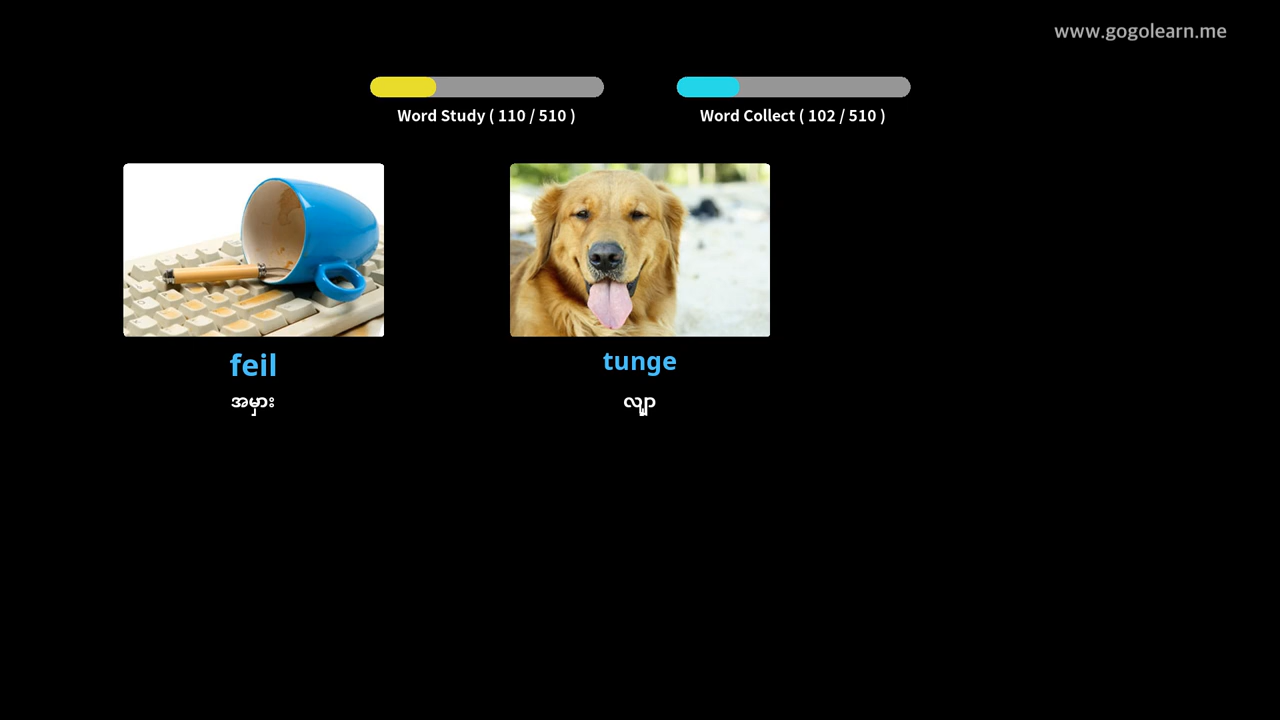 www.gogolearn.me
Word Study ( 110 / 510 )
Word Collect ( 102 / 510 )
feil
tunge
အမှား
လျှာ